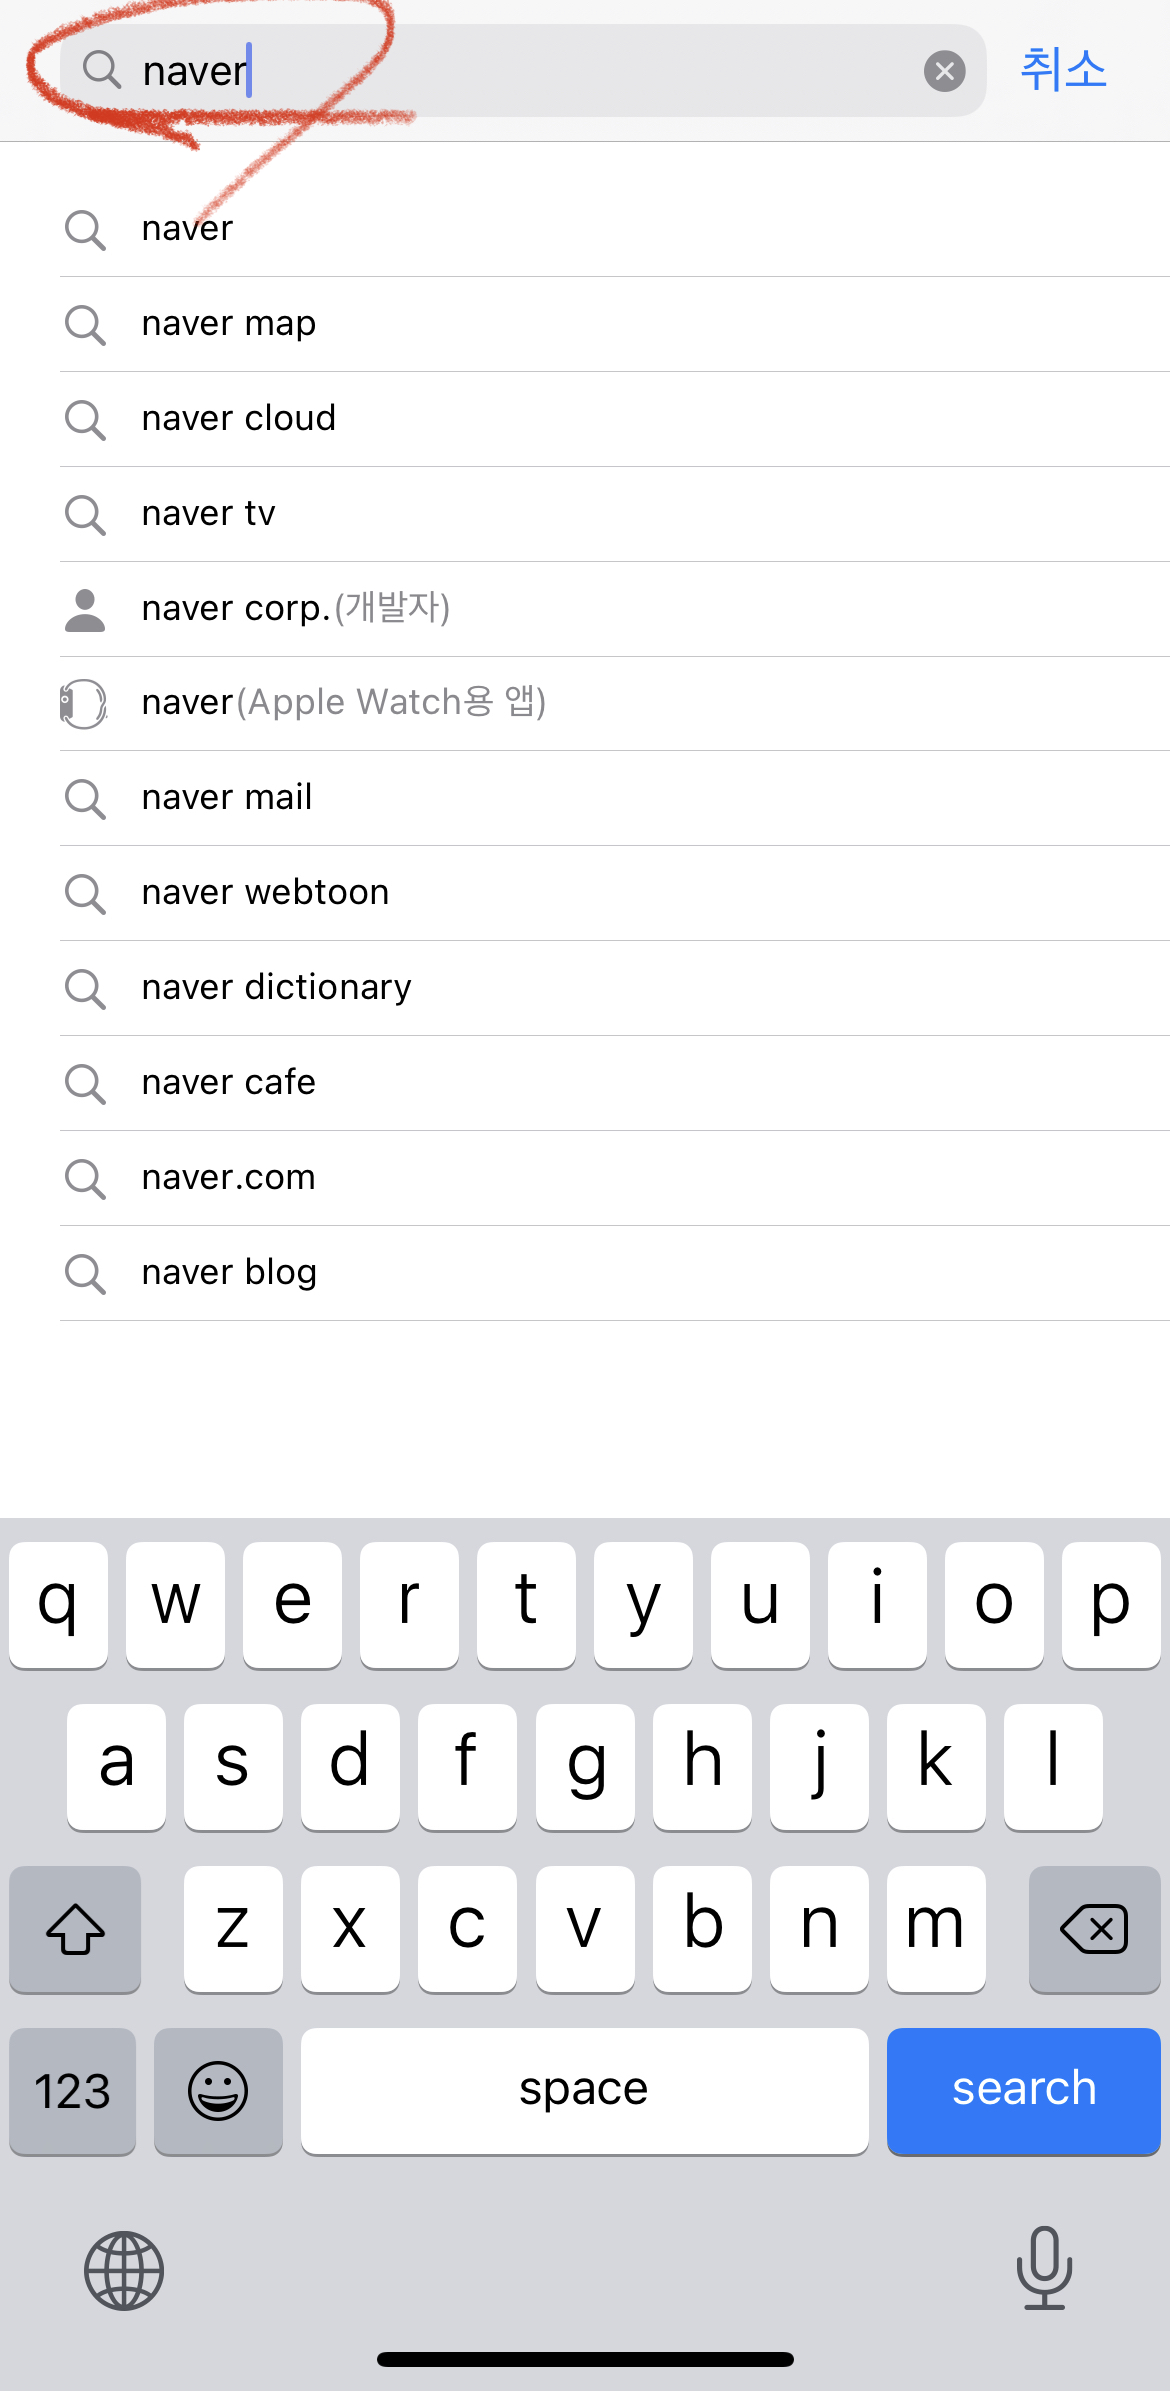 naver 취소
naver
naver map
naver cloud
naver tv
naver corp.(개발자)
naver(Apple Watch용 앱)
naver mail
naver webtoon
naver dictionary
naver cafe
naver.com
naver blog
q w e r t y u i o p
a s d f g h j k l
z x c v b n m
123 space search